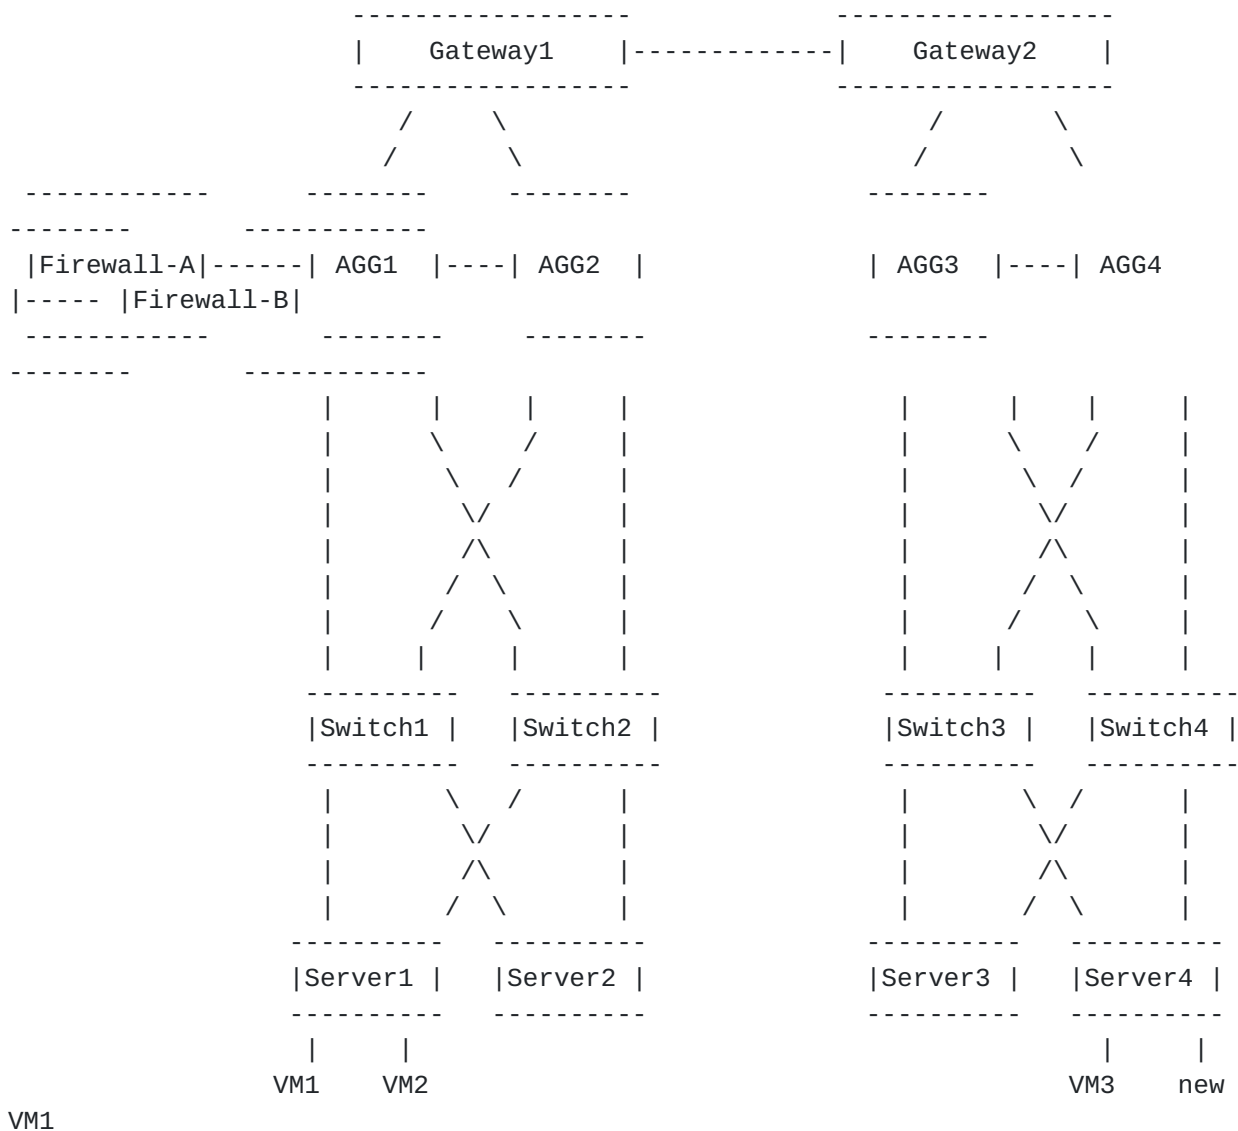 Gateway1 Gateway2
|Firewall-A|------| AGG1 |----| AGG2 | | AGG3 |----| AGG4
|----- |Firewall-B|
|Switch1 | |Switch2 | |Switch3 | |Switch4 |
|Server1 | |Server2 | |Server3 | |Server4 |
VM1 VM2 VM3 new
VM1